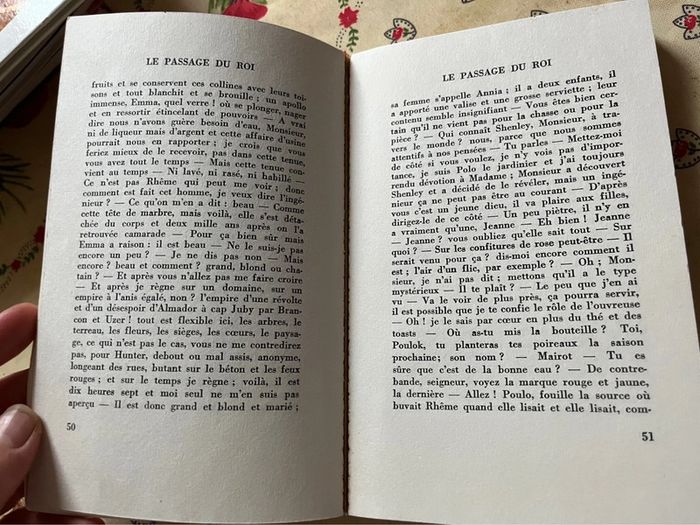 LE PASSAGE DU ROI
fruits et se conservent ces collines avec leurs toi-
sons et tout blanchit et se brouille ; un apollo
immense, Emma, quel verre ! où se plonger, nager
et en ressortir étincelant de pouvoirs — A vrai
dire nous n'avons guère besoin d'eau, Monsieur,
ni de liqueur mais d'argent et cette affaire d'usine
pourrait nous en rapporter ; je crois que vous
feriez mieux de le recevoir, pas dans cette tenue,
vous avez tout le temps — Mais cette tenue con-
vient au temps — Ni lavé, ni rasé, ni habillé —
Ce n'est pas Rhême qui peut me voir ; donc
comment est fait cet homme, je veux dire l'ingé-
nieur ? — Ce qu'on m'en a dit : beau — Comme
cette tête de marbre, mais voilà, elle s'est déta-
chée du corps et deux mille ans après on l'a
retrouvée camarade — Pour ça bien sûr mais
Emma a raison : il est beau — Ne le suis-je pas
encore un peu ? — Je ne dis pas non — Mais
encore ? beau et comment ? grand, blond ou cha-
tain ? — Et après vous n'allez pas me faire croire
— Et après je règne sur un domaine, sur un
empire à l'anis égalé, non ? l'empire d'une révolte
et d'un désespoir d'Almador à cap Juby par Bran-
con et Uzer ! tout est flexible ici, les arbres, le
terreau, les fleurs, les sièges, les cœurs, le paysa-
ge, ce qui n'est pas le cas, vous ne me contredirez
pas, pour Hunter, debout ou mal assis, anonyme,
longeant des rues, butant sur le béton et les feux
rouges ; et sur le temps je règne ; voilà, il est
dix heures sept et moi seul ne m'en suis pas
aperçu — Il est donc grand et blond et marié ;
50
LE PASSAGE DU ROI
sa femme s'appelle Annia ; il a deux enfants, il
a apporté une valise et une grosse serviette ; leur
contenu semble insignifiant — Vous êtes bien cer-
tain qu'il ne vient pas pour la chasse ou pour la
pièce ? — Qui connaît Shenley, Monsieur, à tra-
vers le monde ? nous, parce que nous sommes
attentifs à nos pensées — Tu parles — Mettez-moi
de côté si vous voulez, je n'y vois pas d'impor-
tance, je suis Polo le jardinier et j'ai toujours
rendu dévotion à Madame ; Monsieur a découvert
Shenley et a décidé de le révéler, mais un ingé-
nieur ça ne peut pas être au courant — D'après
vous c'est un jeune dieu, il va plaire aux filles,
dirigez-le de ce côté — Un peu piètre, il n'y en
a vraiment qu'une, Jeanne — Eh bien ! Jeanne
— Jeanne ? vous oubliez qu'elle sait tout — Sur
quoi ? — Sur les confitures de rose peut-être — Il
serait venu pour ça ? dis-moi encore comment il
est ; l'air d'un flic, par exemple ? — Oh ; Mon-
sieur, je n'ai pas dit ; mettons qu'il a le type
mystérieux — Il te plaît ? — Le peu que j'en ai
vu — Va le voir de plus près, ça pourra servir,
il est possible que je te confie le rôle de l'ouvreuse
— Oh ! je le sais par cœur en plus du thé et des
toasts — Où as-tu mis la bouteille ? Toi,
Poulok, tu planteras tes poireaux la saison
prochaine; son nom ? — Mairot — Tu es
sûre que c'est de la bonne eau ? — De contre-
bande, seigneur, voyez la marque rouge et jaune,
la dernière — Allez ! Poulo, fouille la source où
buvait Rhême quand elle lisait et elle lisait, com-
51